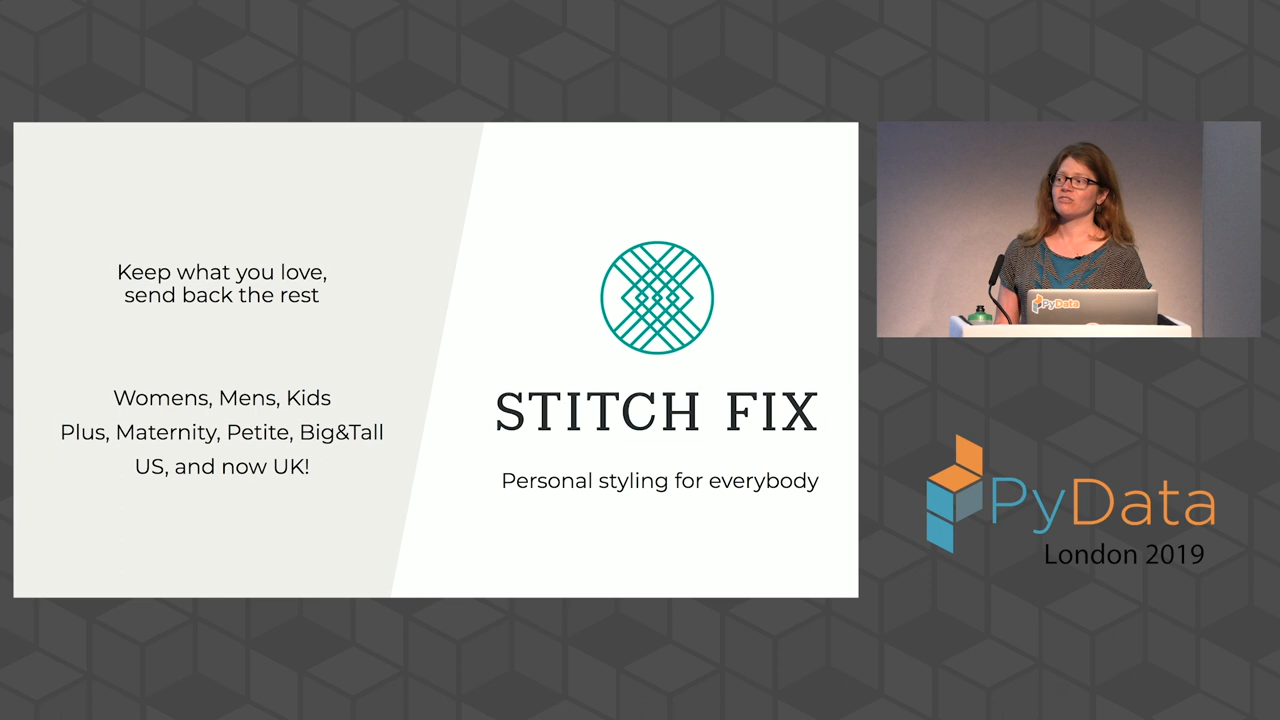 Keep what you love,
send back the rest
Womens, Mens, Kids
Plus, Maternity, Petite, Big&Tall
US, and now UK!
STITCH FIX
Personal styling for everybody
PyData
PyData
London 2019